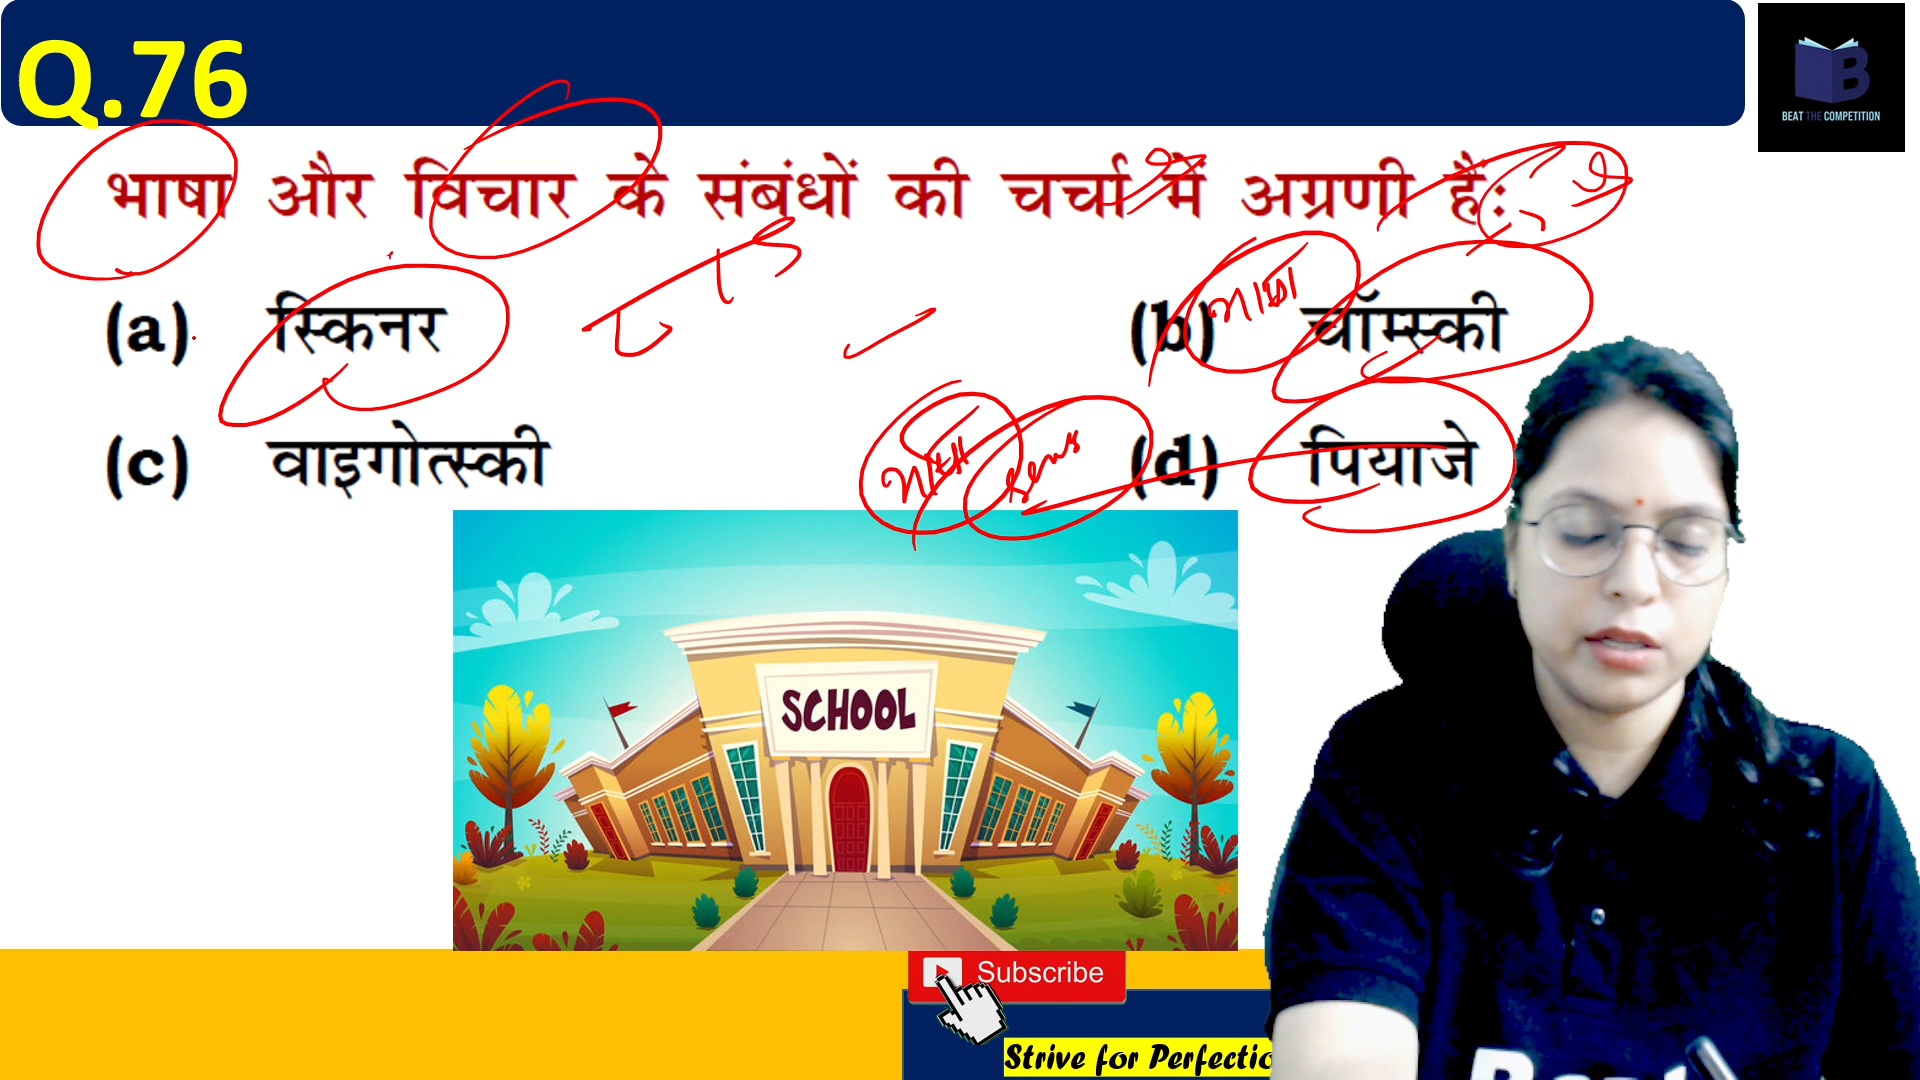 Q.76
BEAT THE COMPETITION
भाषा और विचार के संबंधों की चर्चा में अग्रणी हैं:
(a) स्किनर
(b) चॉम्स्की
भाषा
(c) वाइगोत्स्की
(d) पियाजे
SCHOOL
Subscribe
Strive for Perfectio